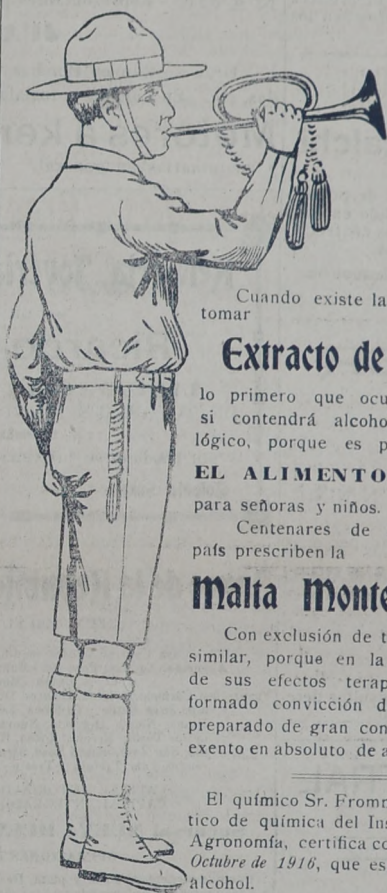 Cuando existe la
tomar
Extracto de
lo primero que ocu
si contendrá alcoho
lógico, porque es p
EL ALIMENTO
para señoras y niños.
Centenares de
país prescriben la
Malta Monte
Con exclusión de t
similar, porque en la
de sus efectos terap
formado convicción d
preparado de gran con
exento en absoluto de a
El químico Sr. Fromm
tico de química del Ins
Agronomía, certifica co
Octubre de 1916, que es
alcohol.